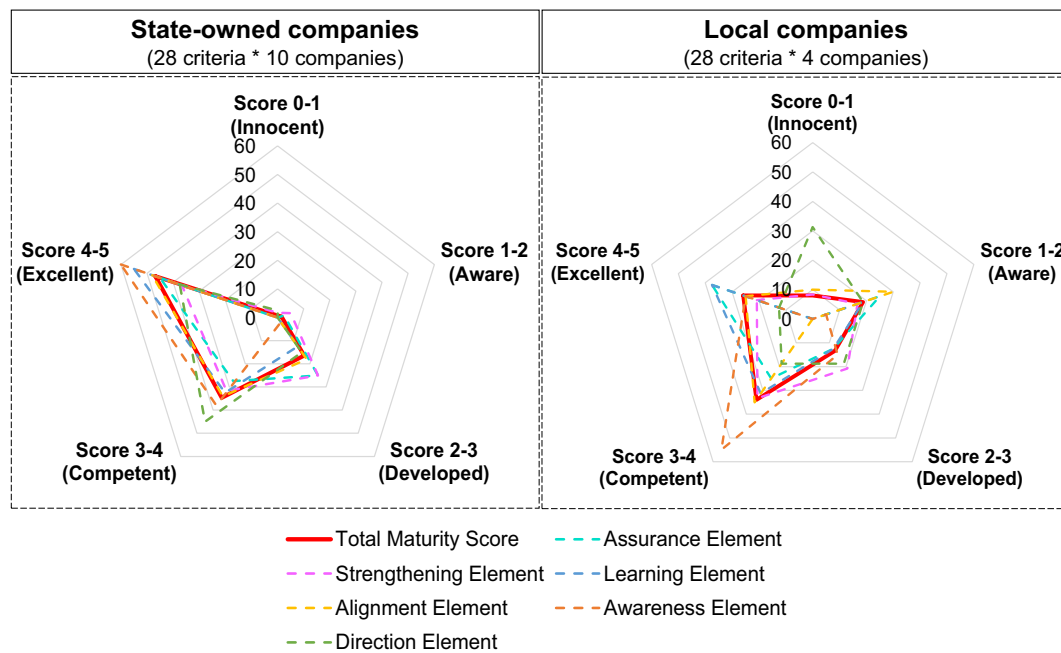 State-owned companies
(28 criteria * 10 companies)
Local companies
(28 criteria * 4 companies)
Score 0-1
(Innocent)
60
50
40
30
20
10
0
Score 1-2
(Aware)
Score 4-5
(Excellent)
Score 3-4
(Competent)
Score 2-3
(Developed)
Score 0-1
(Innocent)
60
50
40
30
20
10
0
Score 1-2
(Aware)
Score 4-5
(Excellent)
Score 3-4
(Competent)
Score 2-3
(Developed)
Total Maturity Score
Assurance Element
Strengthening Element
Learning Element
Alignment Element
Awareness Element
Direction Element